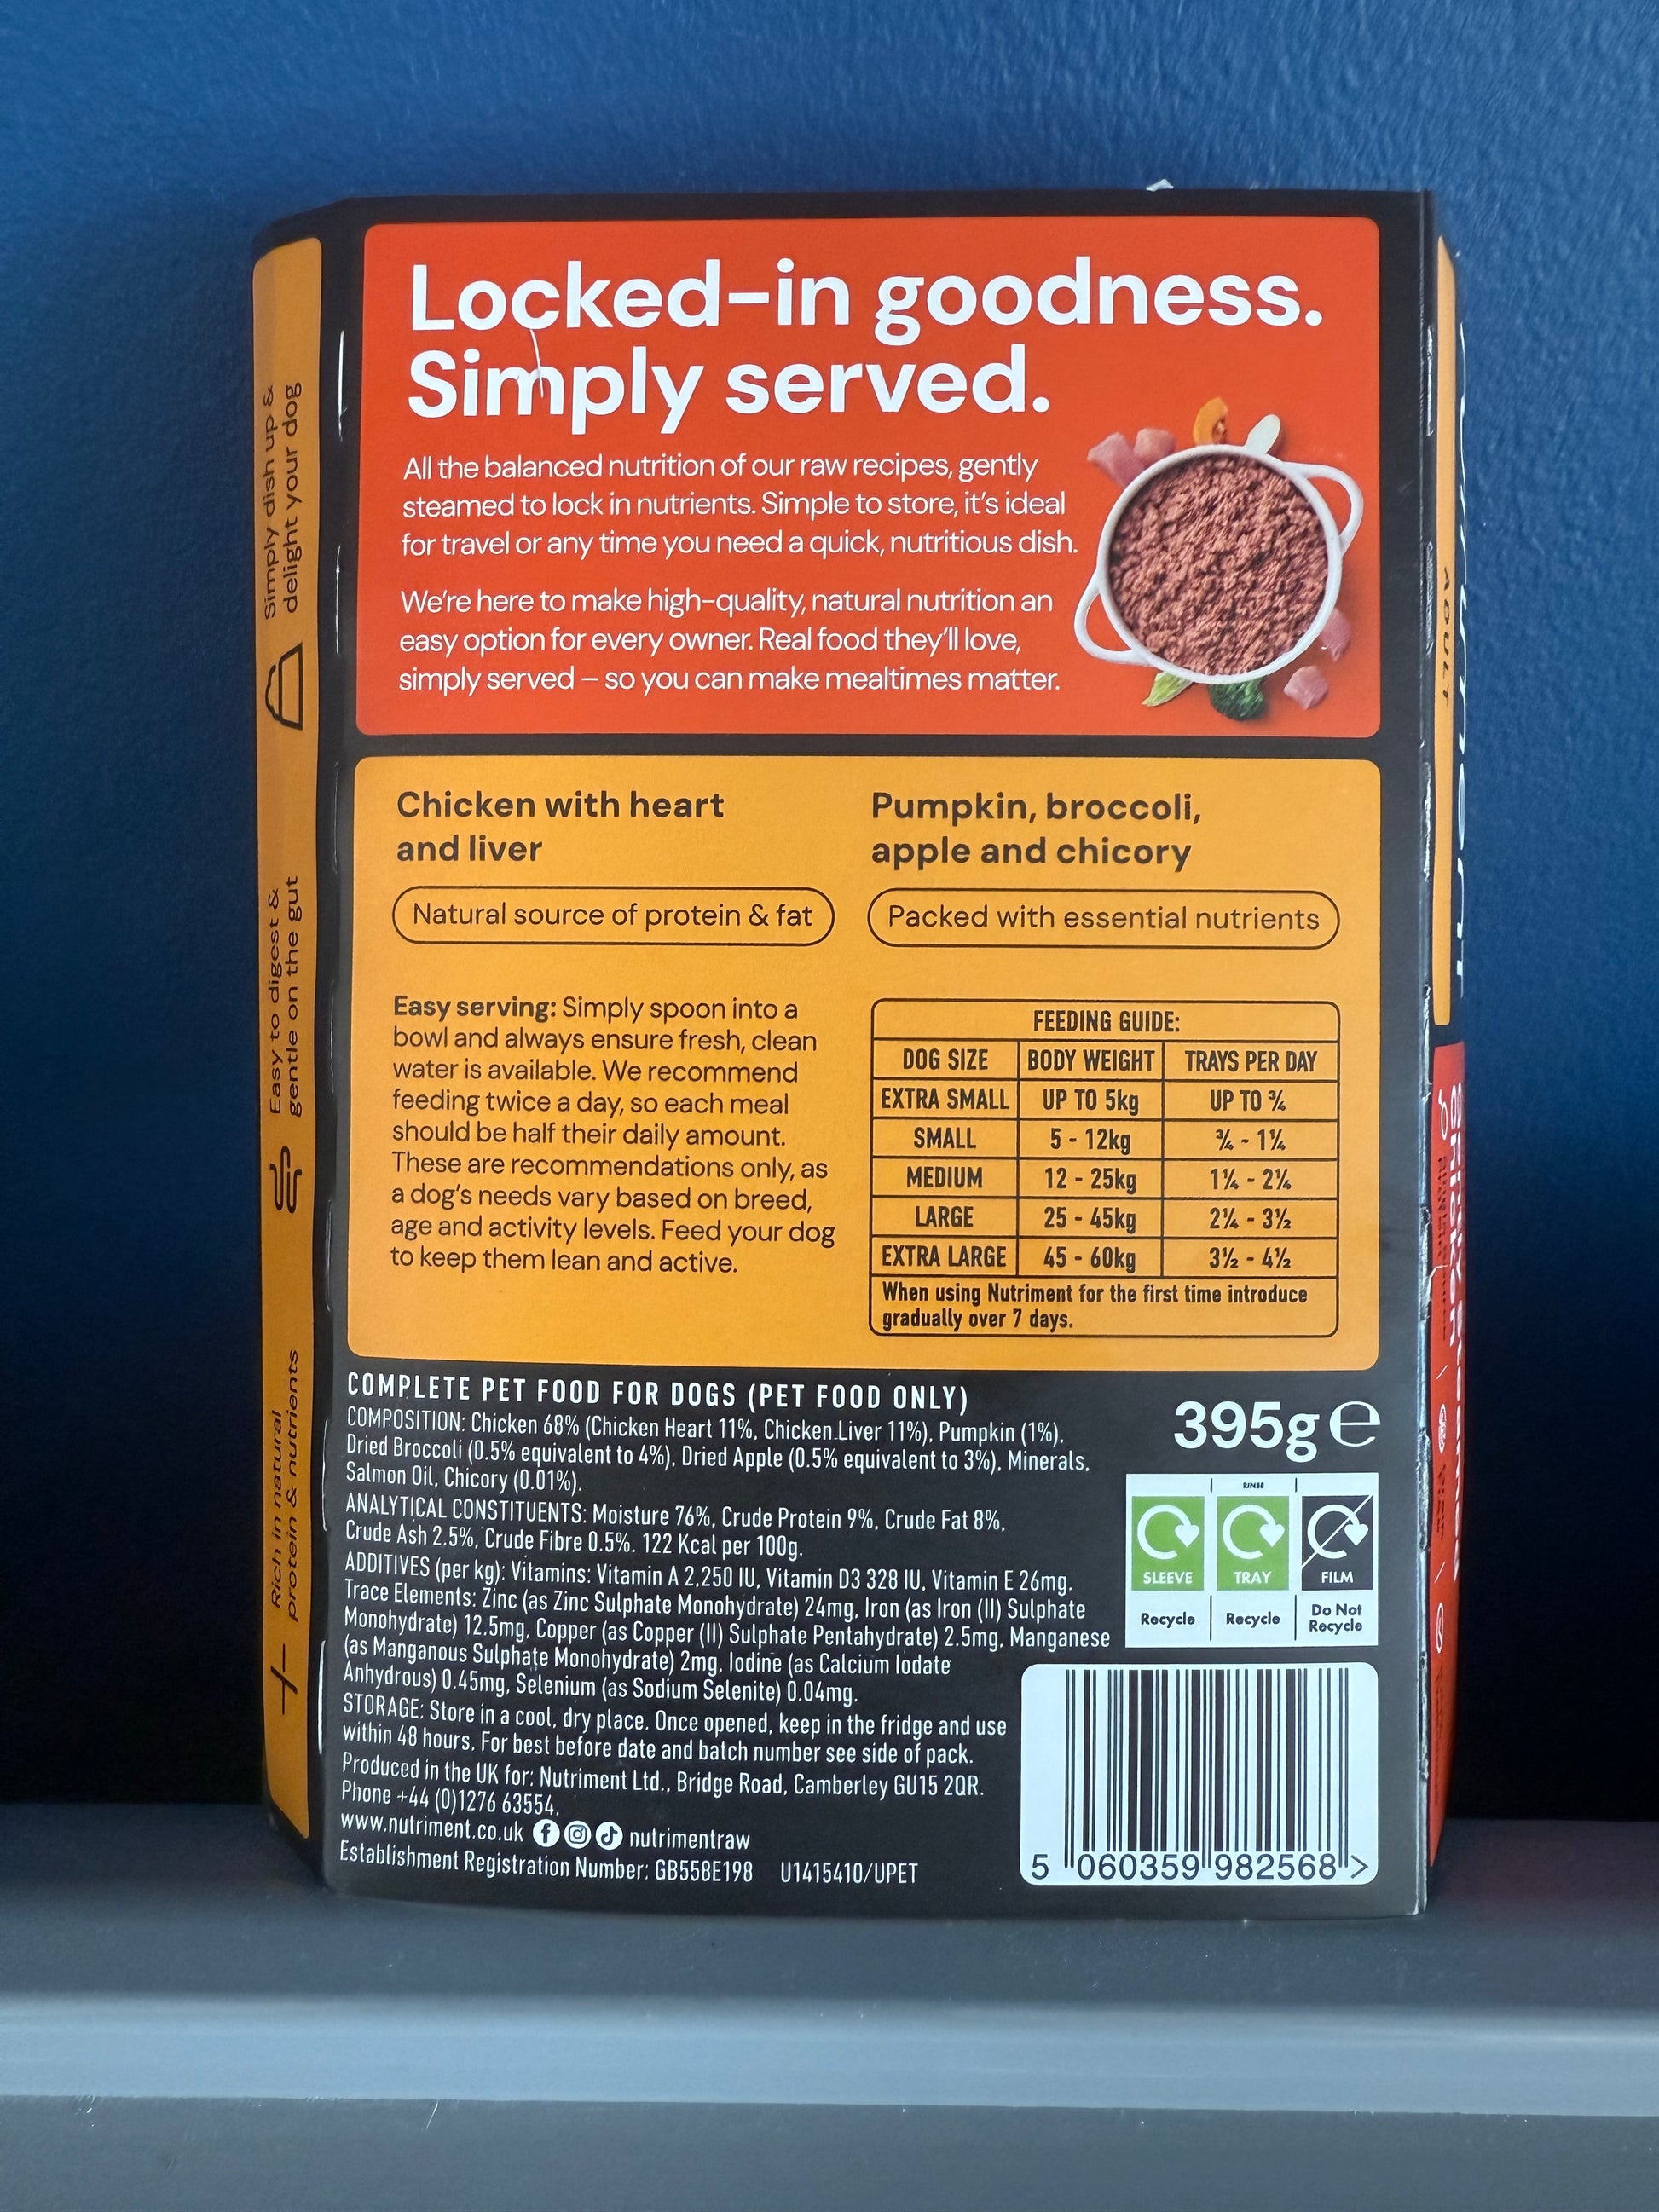 Locked-in goodness.
Simply served.
All the balanced nutrition of our raw recipes, gently
steamed to lock in nutrients. Simple to store, it's ideal
for travel or any time you need a quick, nutritious dish.
We're here to make high-quality, natural nutrition an
easy option for every owner. Real food they'll love,
simply served – so you can make mealtimes matter.
Chicken with heart
and liver
Natural source of protein & fat
Pumpkin, broccoli,
apple and chicory
Packed with essential nutrients
Easy serving: Simply spoon into a
bowl and always ensure fresh, clean
water is available. We recommend
feeding twice a day, so each meal
should be half their daily amount.
These are recommendations only, as
a dog's needs vary based on breed,
age and activity levels. Feed your dog
to keep them lean and active.
FEEDING GUIDE:
DOG SIZE BODY WEIGHT TRAYS PER DAY
EXTRA SMALL UP TO 5kg UP TO ¾
SMALL 5 - 12kg ¾ - 1¼
MEDIUM 12 - 25kg 1¼ - 2¼
LARGE 25 - 45kg 2¼ - 3½
EXTRA LARGE 45 - 60kg 3½ - 4½
When using Nutriment for the first time introduce
gradually over 7 days.
COMPLETE PET FOOD FOR DOGS (PET FOOD ONLY)
COMPOSITION: Chicken 68% (Chicken Heart 11%, Chicken Liver 11%), Pumpkin (1%),
Dried Broccoli (0.5% equivalent to 4%), Dried Apple (0.5% equivalent to 3%), Minerals,
Salmon Oil, Chicory (0.01%).
ANALYTICAL CONSTITUENTS: Moisture 76%, Crude Protein 9%, Crude Fat 8%,
Crude Ash 2.5%, Crude Fibre 0.5%. 122 Kcal per 100g.
ADDITIVES (per kg): Vitamins: Vitamin A 2,250 IU, Vitamin D3 328 IU, Vitamin E 26mg.
Trace Elements: Zinc (as Zinc Sulphate Monohydrate) 24mg, Iron (as Iron (II) Sulphate
Monohydrate) 12.5mg, Copper (as Copper (II) Sulphate Pentahydrate) 2.5mg, Manganese
(as Manganous Sulphate Monohydrate) 2mg, Iodine (as Calcium Iodate
Anhydrous) 0.45mg, Selenium (as Sodium Selenite) 0.04mg.
STORAGE: Store in a cool, dry place. Once opened, keep in the fridge and use
within 48 hours. For best before date and batch number see side of pack.
Produced in the UK for: Nutriment Ltd., Bridge Road, Camberley GU15 2QR.
Phone +44 (0)1276 63554.
www.nutriment.co.uk nutrimentraw
Establishment Registration Number: GB558E198 U1415410/UPET
395g e
RINSE
SLEEVE TRAY FILM
Recycle Recycle Do Not
Recycle
5 060359 982568 >
Simply dish up &
delight your dog
Easy to digest &
gentle on the gut
Rich in natural
protein & nutrients
ADULT